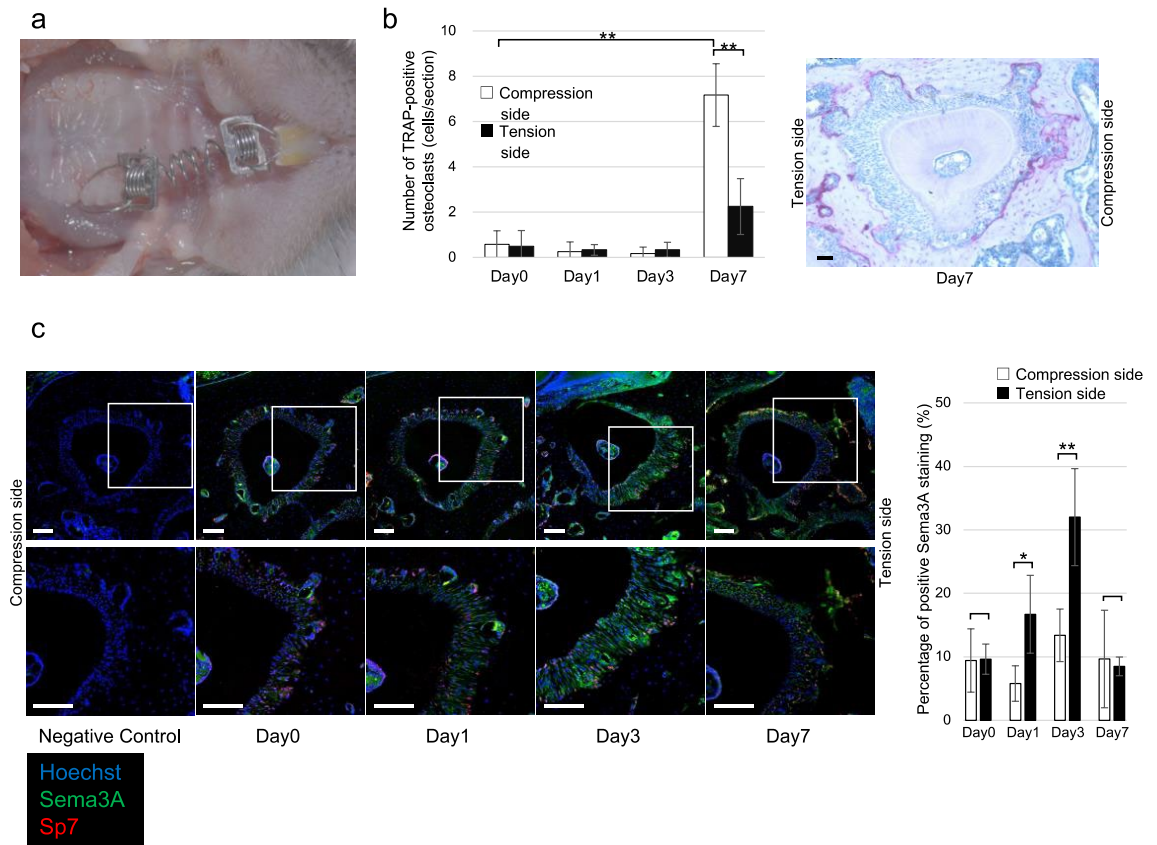 a
b
Number of TRAP-positive
osteoclasts (cells/section)
10
8
6
4
2
0
**
**
Compression
side
Tension
side
Day0
Day1
Day3
Day7
Tension side
Compression side
Day7
c
Compression side
Tension side
Negative Control
Day0
Day1
Day3
Day7
Hoechst
Sema3A
Sp7
Compression side
Tension side
Percentage of positive Sema3A staining (%)
50
40
30
20
10
0
*
**
Day0
Day1
Day3
Day7